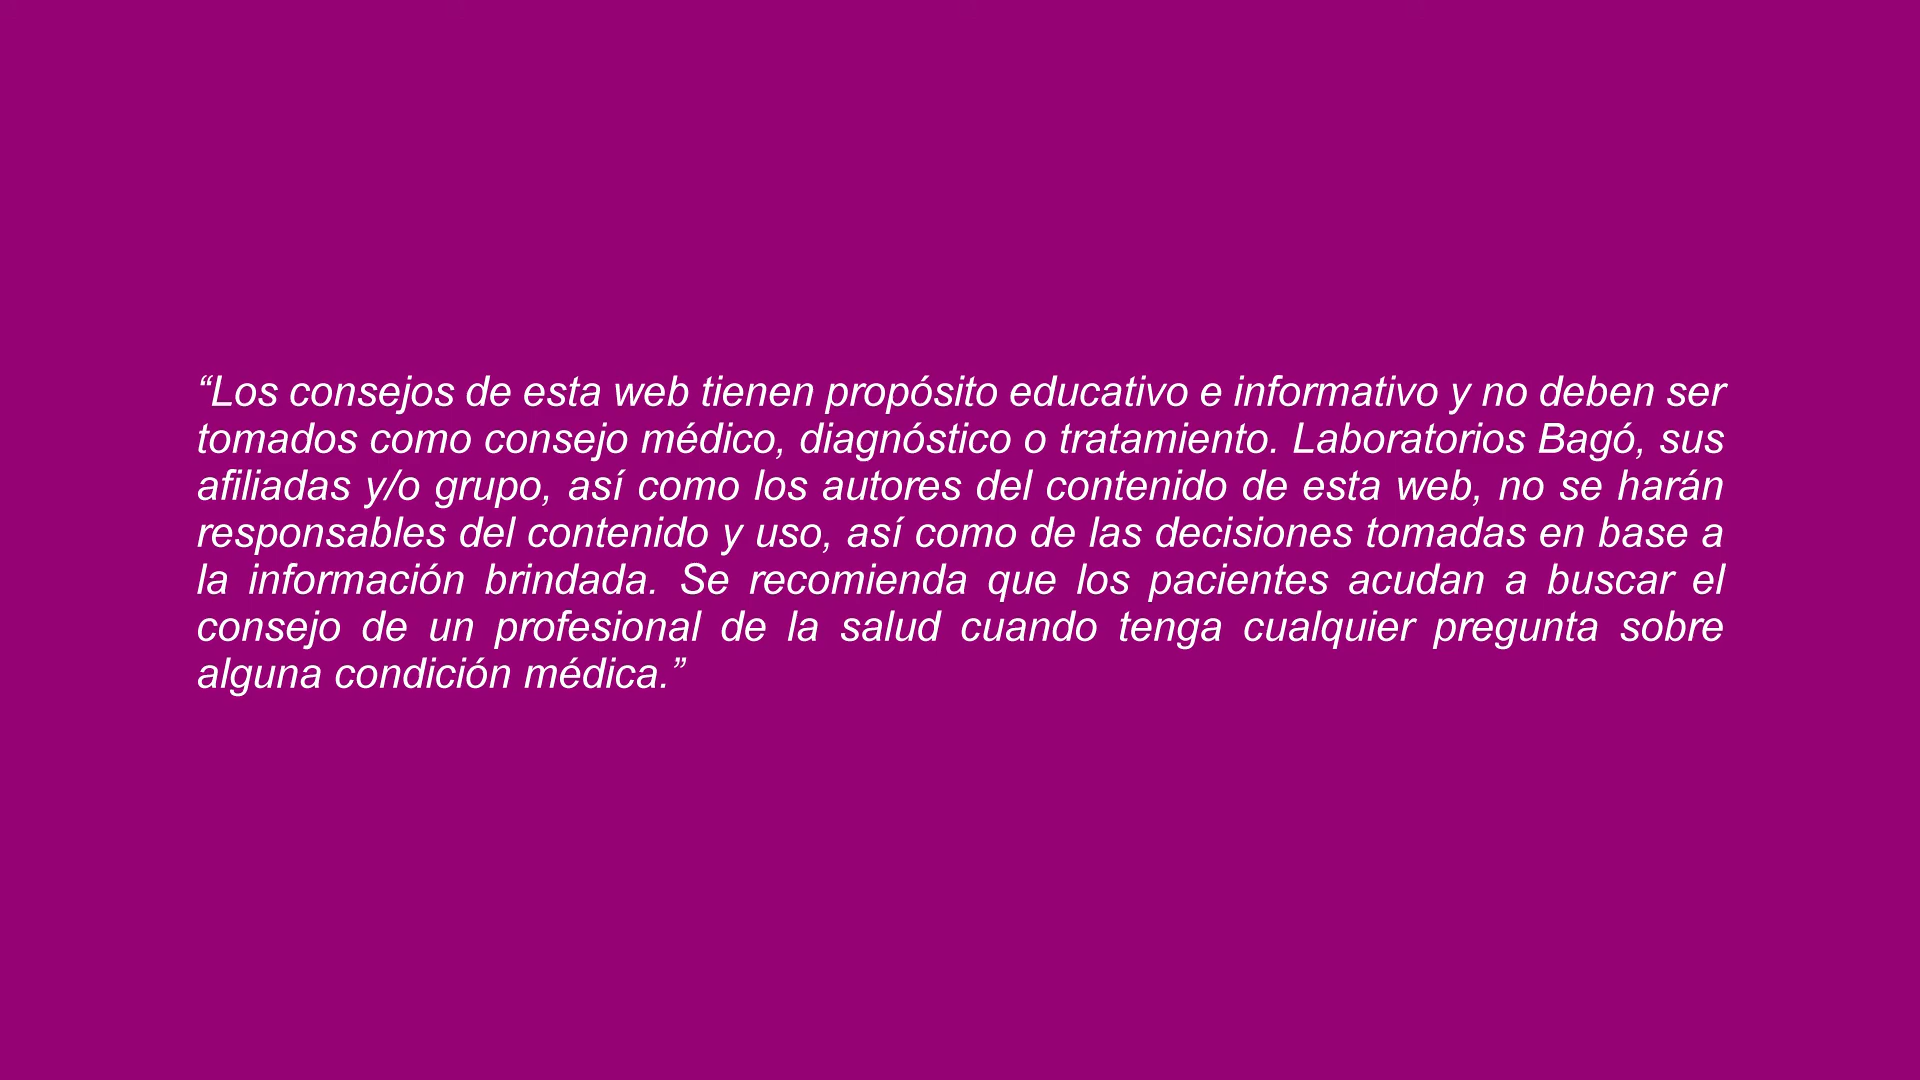 “Los consejos de esta web tienen propósito educativo e informativo y no deben ser
tomados como consejo médico, diagnóstico o tratamiento. Laboratorios Bagó, sus
afiliadas y/o grupo, así como los autores del contenido de esta web, no se harán
responsables del contenido y uso, así como de las decisiones tomadas en base a
la información brindada. Se recomienda que los pacientes acudan a buscar el
consejo de un profesional de la salud cuando tenga cualquier pregunta sobre
alguna condición médica.”